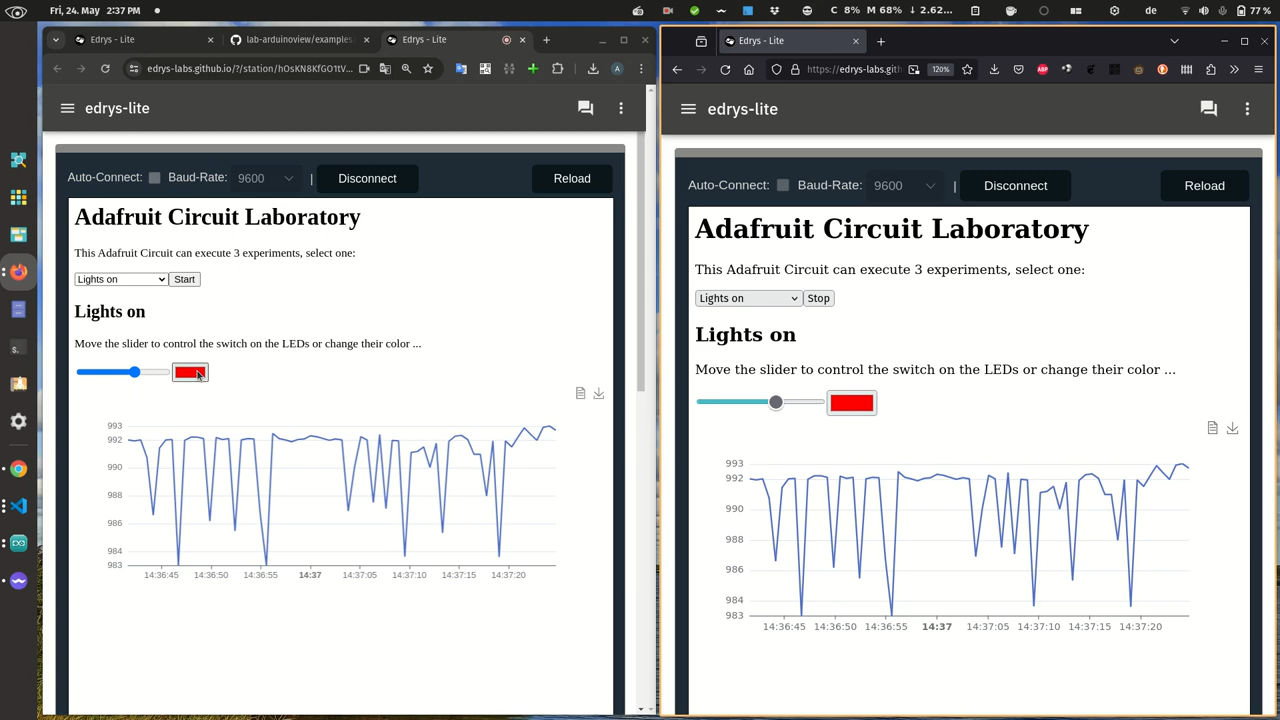 Fri, 24. May 2:37 PM
C 8% M 68% ↓ 2.62...
de
77 %
Edrys - Lite
lab-arduinoview/examples
Edrys - Lite
edrys-labs.github.io/?/station/hOsKN8KfGO1tV...
A
edrys-lite
Auto-Connect: Baud-Rate: 9600 | Disconnect Reload
Adafruit Circuit Laboratory
This Adafruit Circuit can execute 3 experiments, select one:
Lights on Start
Lights on
Move the slider to control the switch on the LEDs or change their color ...
993
992
990
988
986
984
983
14:36:45 14:36:50 14:36:55 14:37 14:37:05 14:37:10 14:37:15 14:37:20
Edrys - Lite
https://edrys-labs.gith
120%
ABP
edrys-lite
Auto-Connect: Baud-Rate: 9600 | Disconnect Reload
Adafruit Circuit Laboratory
This Adafruit Circuit can execute 3 experiments, select one:
Lights on Stop
Lights on
Move the slider to control the switch on the LEDs or change their color ...
993
992
990
988
986
984
983
14:36:45 14:36:50 14:36:55 14:37 14:37:05 14:37:10 14:37:15 14:37:20